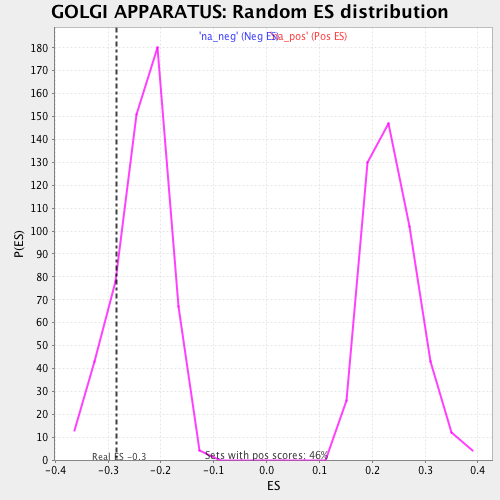 GOLGI APPARATUS: Random ES distribution
'na_neg' (Neg ES)
'na_pos' (Pos ES)
180
170
160
150
140
130
120
110
100
90
80
70
60
50
40
30
20
10
0
P(ES)
Real ES -0.3
Sets with pos scores: 46%
-0.4 -0.3 -0.2 -0.1 0.0 0.1 0.2 0.3 0.4
ES